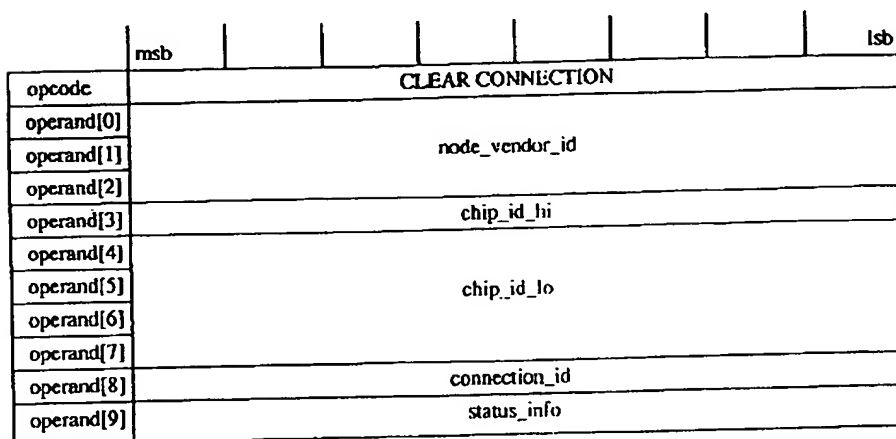 msb lsb
opcode CLEAR CONNECTION
operand[0]
operand[1] node_vendor_id
operand[2]
operand[3] chip_id_hi
operand[4]
operand[5] chip_id_lo
operand[6]
operand[7]
operand[8] connection_id
operand[9] status_info